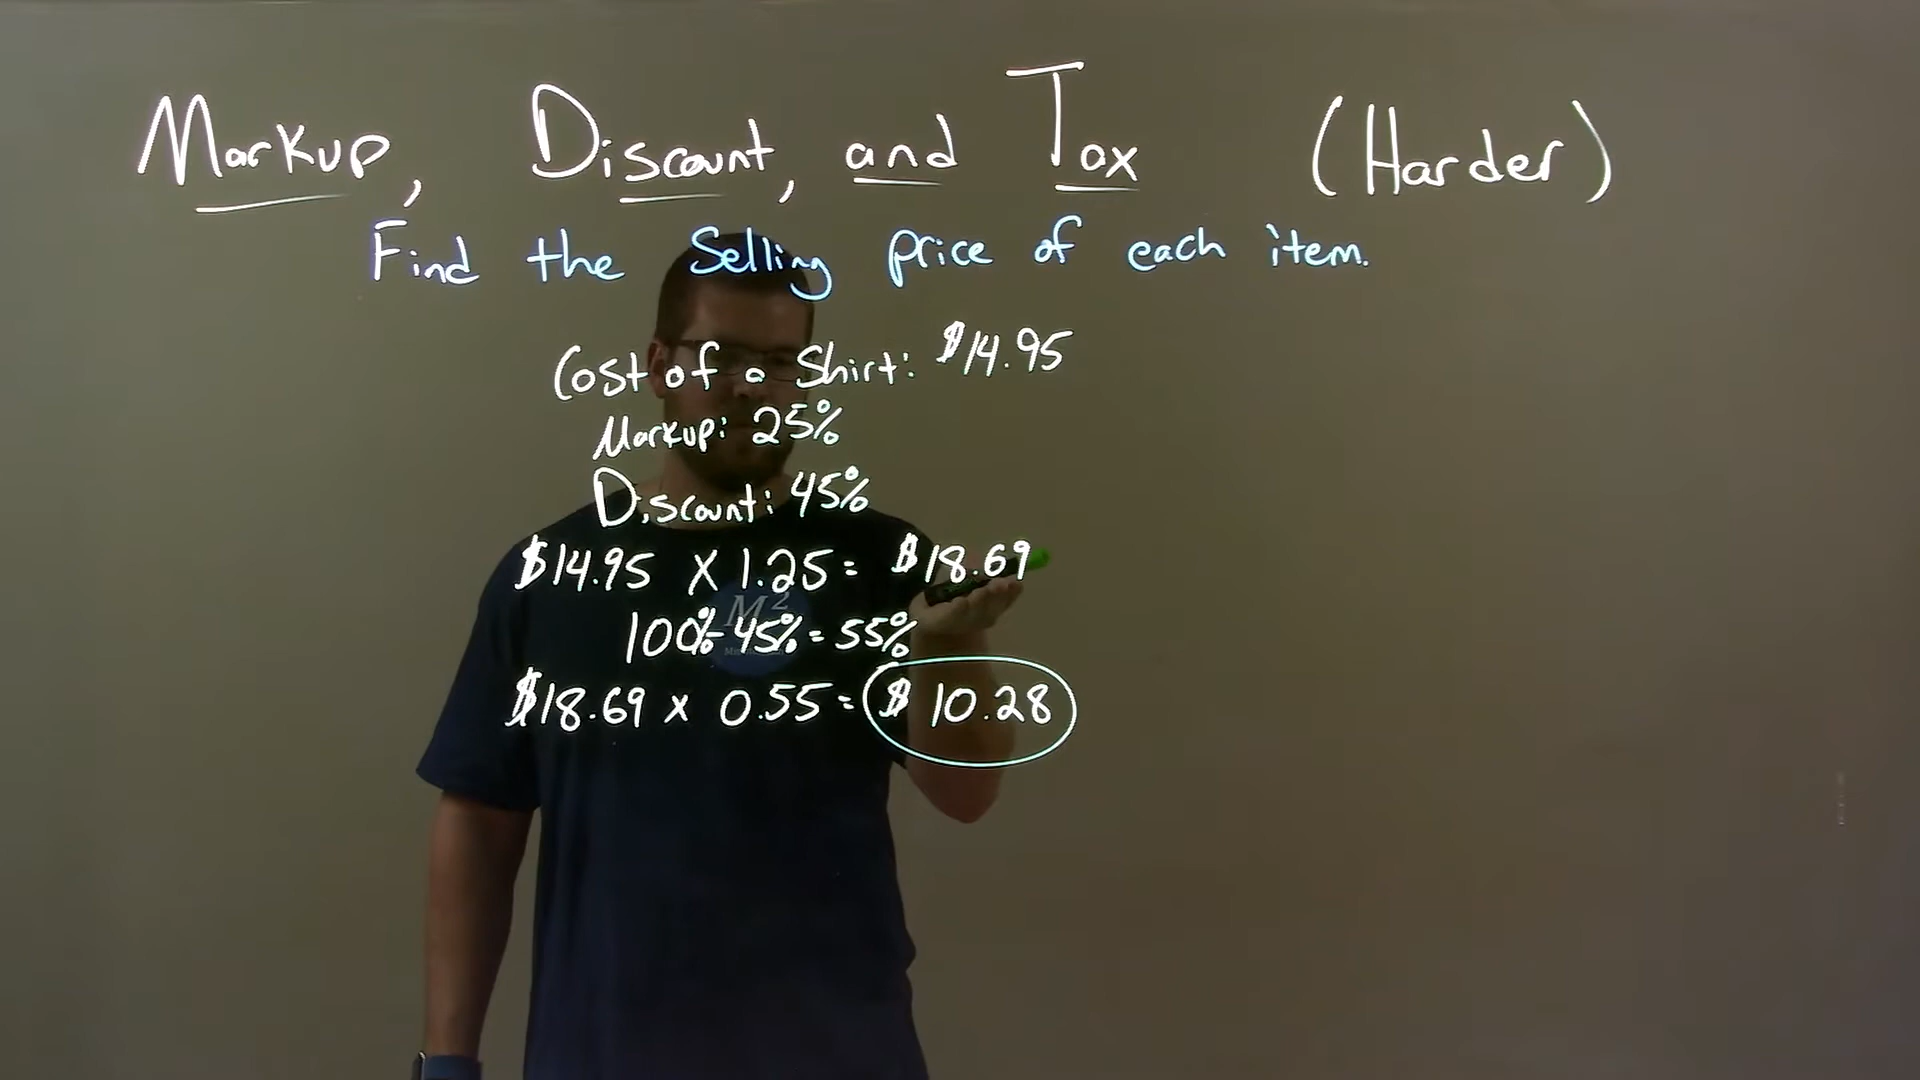 Markup, Discount, and Tax (Harder)
Find the Selling price of each item.
Cost of a Shirt: $14.95
Markup: 25%
Discount: 45%
$14.95 x 1.25 = $18.69
M²
100% - 45% = 55%
$18.69 x 0.55 = $ 10.28